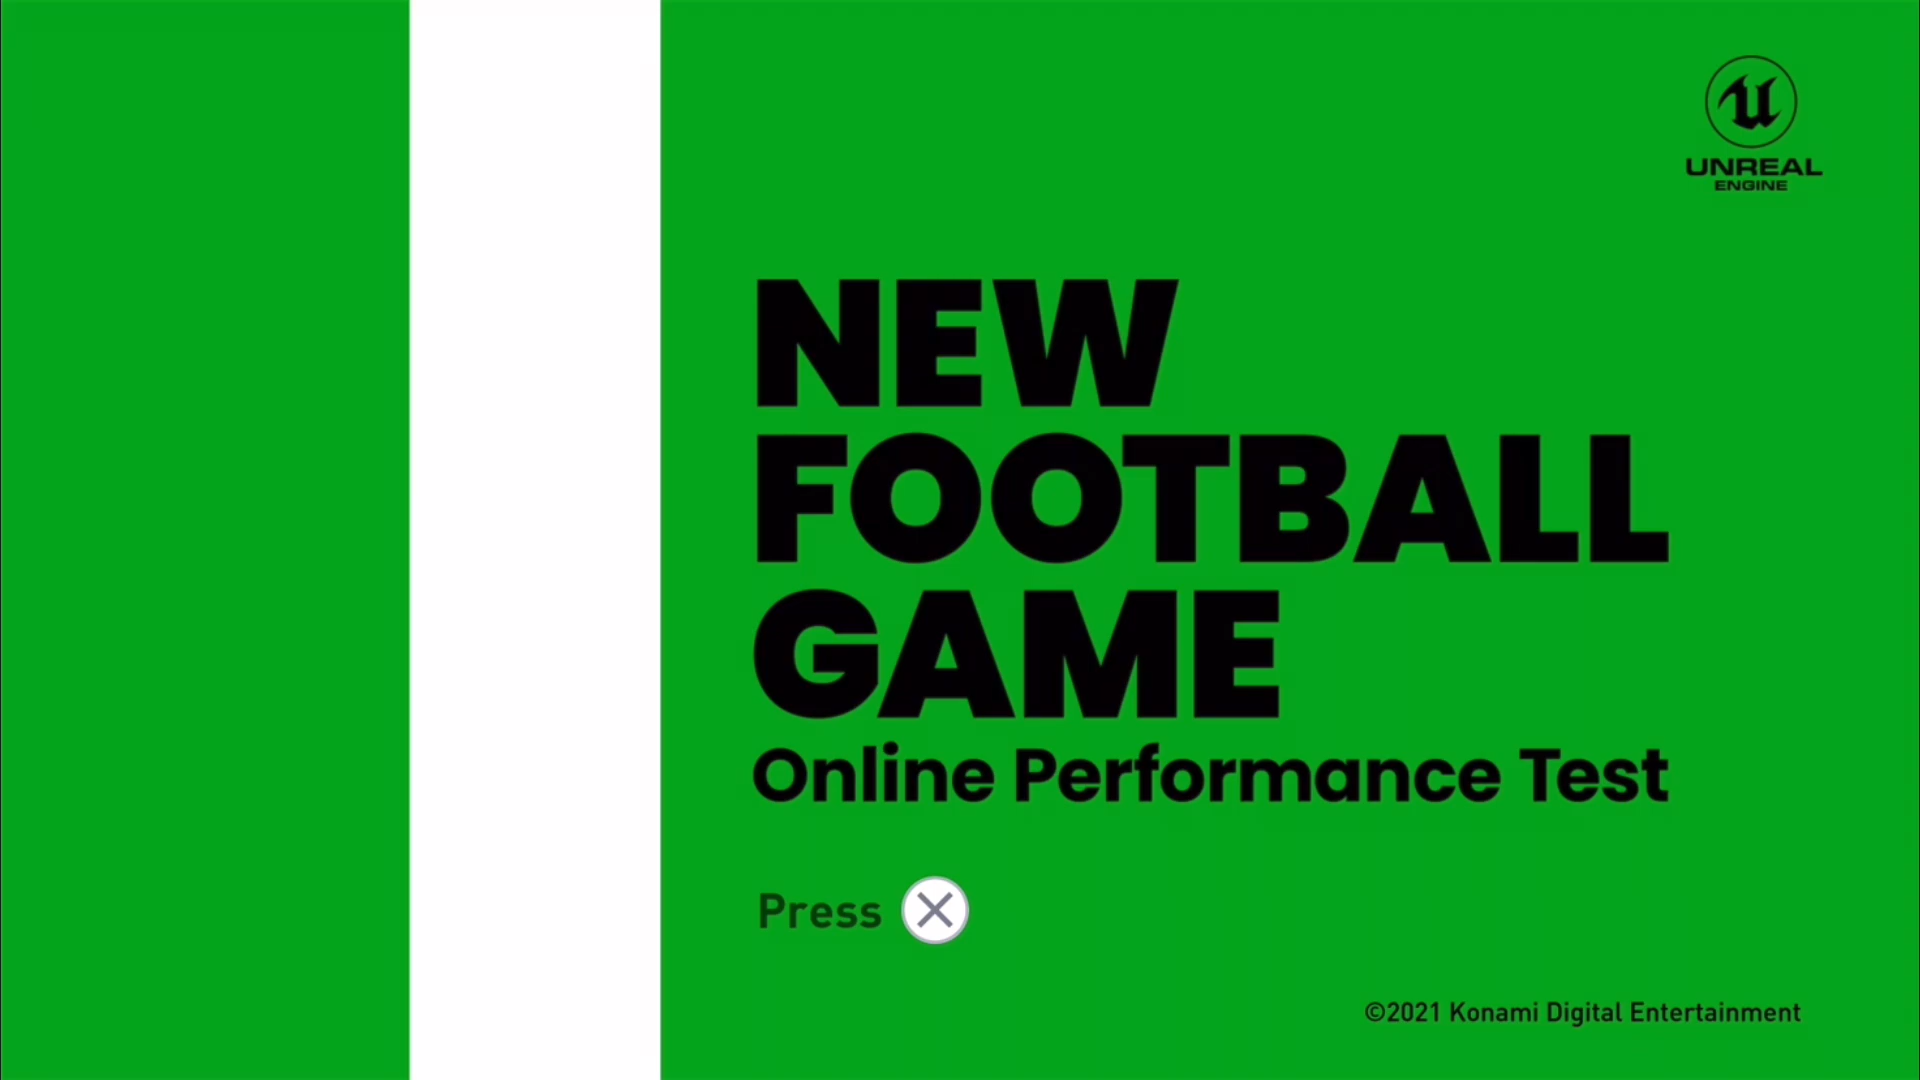 UNREAL
ENGINE
NEW
FOOTBALL
GAME
Online Performance Test
Press
©2021 Konami Digital Entertainment